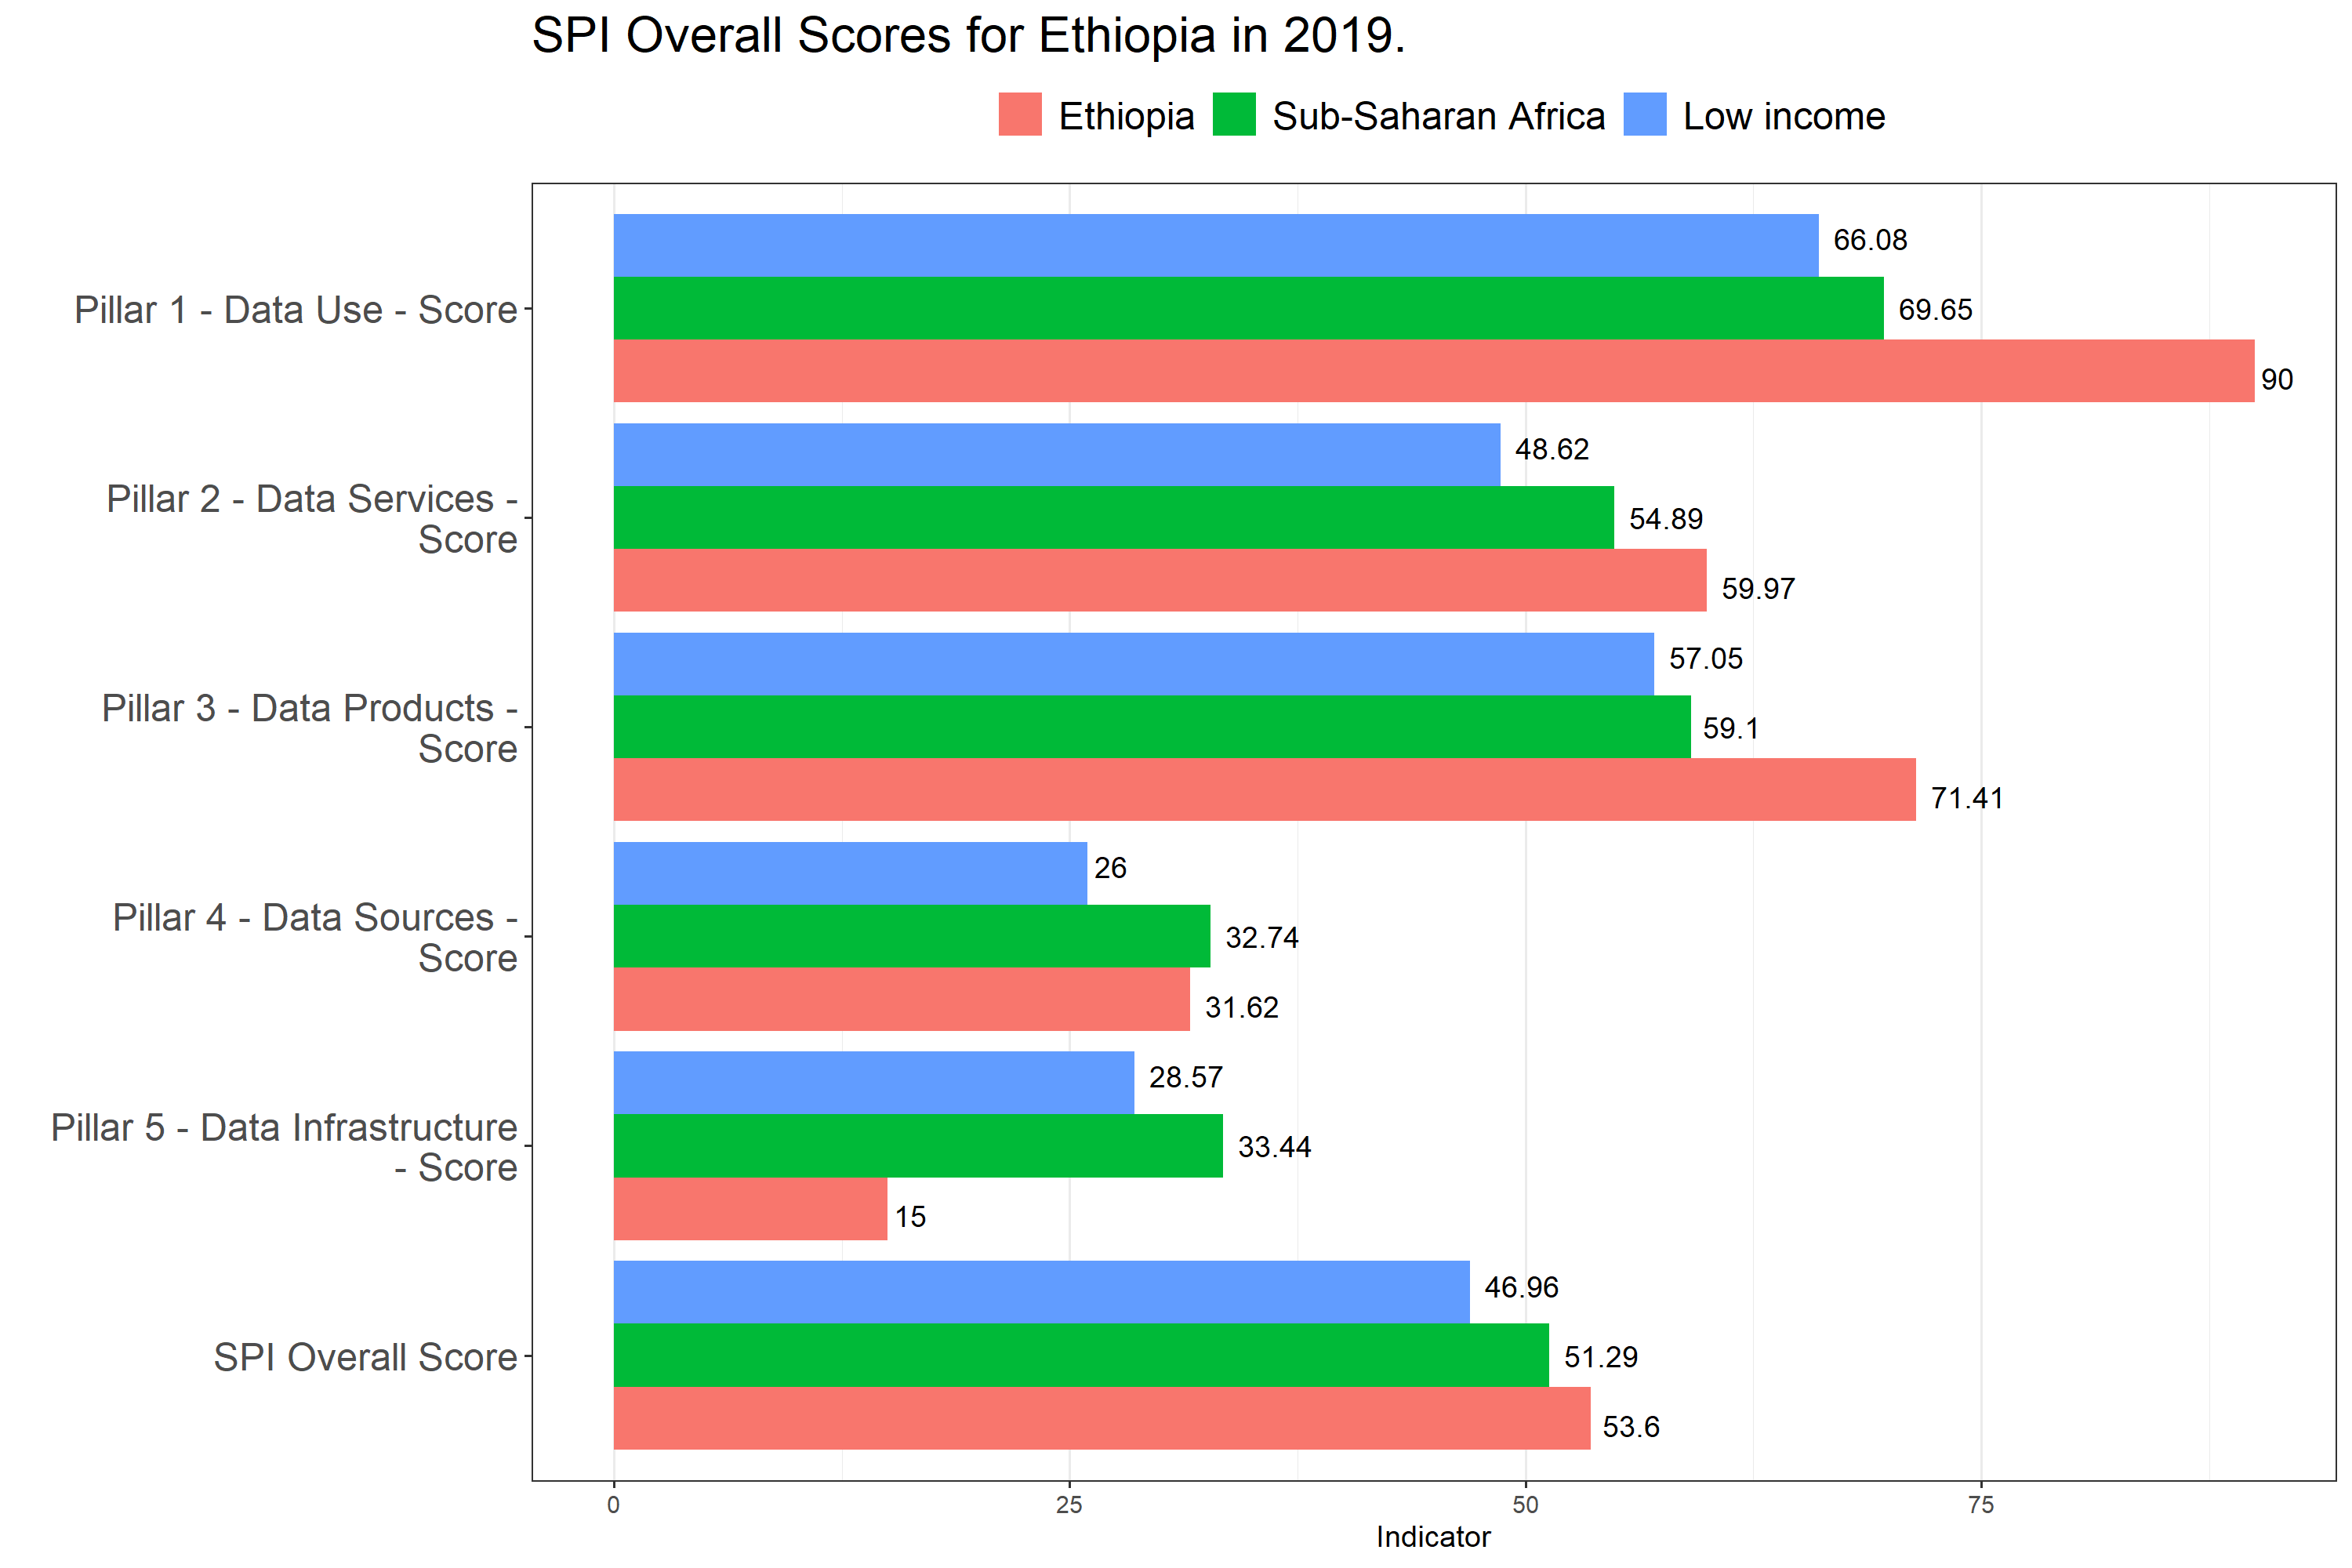 SPI Overall Scores for Ethiopia in 2019.
Ethiopia Sub-Saharan Africa Low income
Pillar 1 - Data Use - Score
66.08
69.65
90
Pillar 2 - Data Services -
Score
48.62
54.89
59.97
Pillar 3 - Data Products -
Score
57.05
59.1
71.41
Pillar 4 - Data Sources -
Score
26
32.74
31.62
Pillar 5 - Data Infrastructure
- Score
28.57
33.44
15
SPI Overall Score
46.96
51.29
53.6
0 25 50 75
Indicator